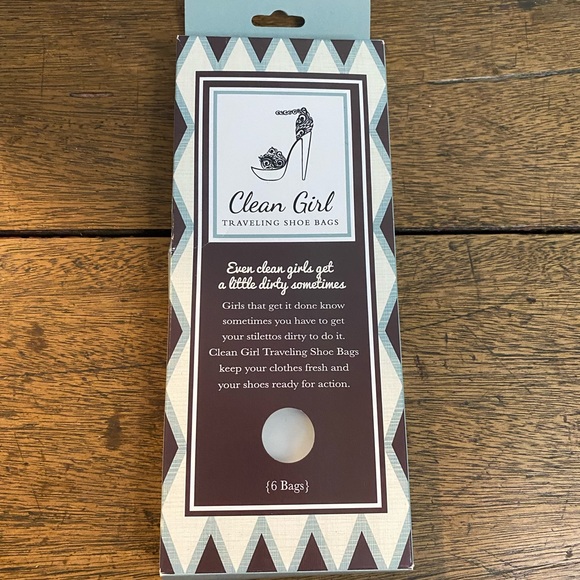 Clean Girl
TRAVELING SHOE BAGS
Even clean girls get
a little dirty sometimes
Girls that get it done know
sometimes you have to get
your stilettos dirty to do it.
Clean Girl Traveling Shoe Bags
keep your clothes fresh and
your shoes ready for action.
{6 Bags}